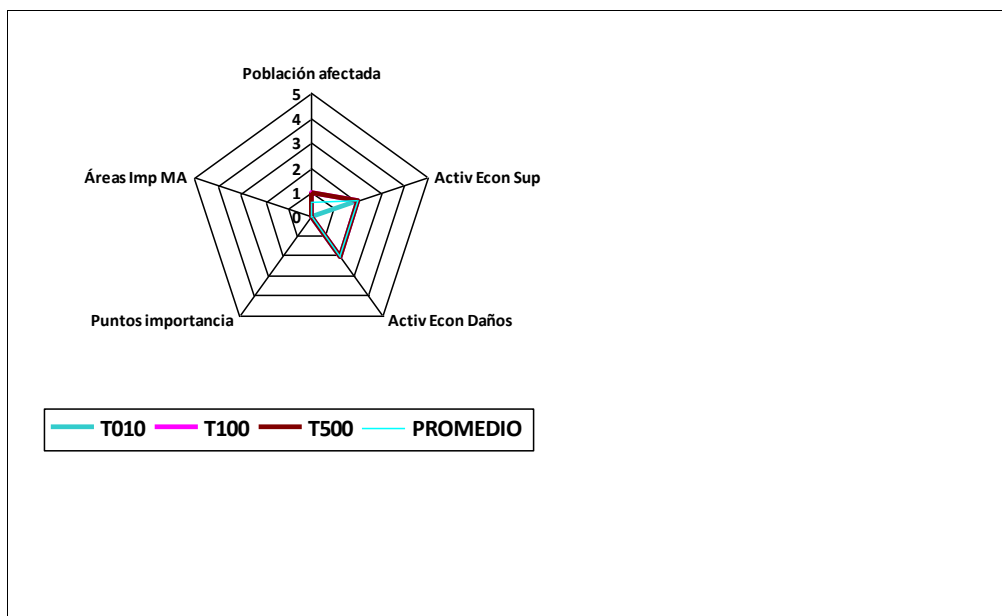 Población afectada
5
4
3
2
1
0
Áreas Imp MA
Activ Econ Sup
Puntos importancia
Activ Econ Daños
T010 T100 T500 PROMEDIO